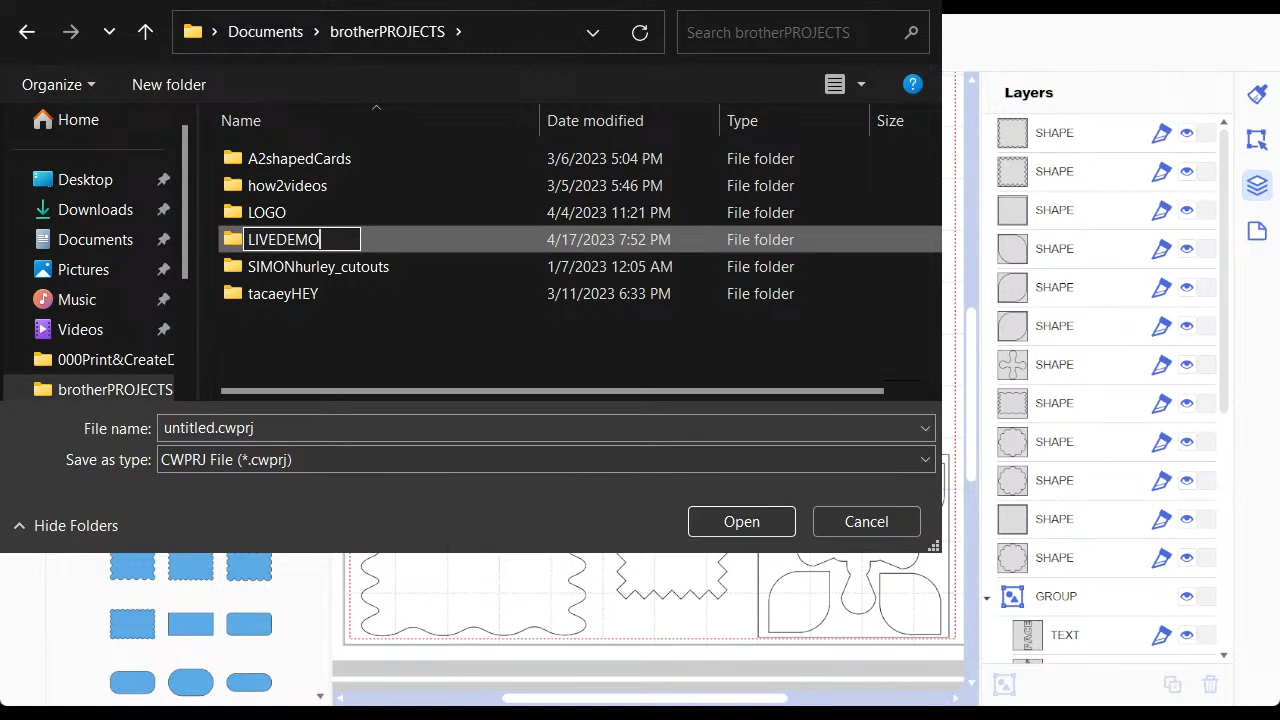 Documents brotherPROJECTS
Search brotherPROJECTS
Organize New folder
?
Home
Desktop
Downloads
Documents
Pictures
Music
Videos
000Print&CreateD
brotherPROJECTS
Name Date modified Type Size
A2shapedCards 3/6/2023 5:04 PM File folder
how2videos 3/5/2023 5:46 PM File folder
LOGO 4/4/2023 11:21 PM File folder
LIVEDEMO 4/17/2023 7:52 PM File folder
SIMONhurley_cutouts 1/7/2023 12:05 AM File folder
tacaeyHEY 3/11/2023 6:33 PM File folder
File name: untitled.cwprj
Save as type: CWPRJ File (*.cwprj)
Hide Folders
Open Cancel
Layers
SHAPE
SHAPE
SHAPE
SHAPE
SHAPE
SHAPE
SHAPE
SHAPE
SHAPE
SHAPE
SHAPE
SHAPE
GROUP
FACE TEXT